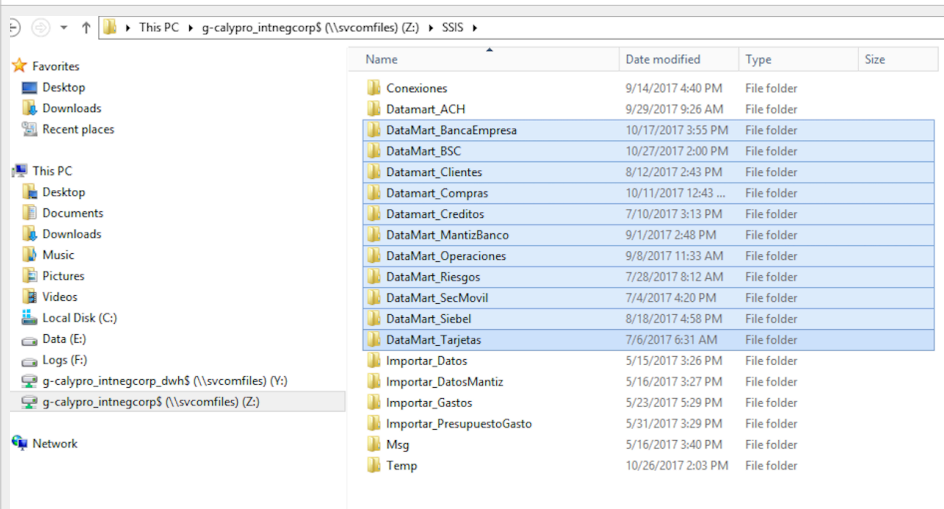 This PC g-calypro_intnegcorp$ (\\svcomfiles) (Z:) SSIS
Favorites
Desktop
Downloads
Recent places
This PC
Desktop
Documents
Downloads
Music
Pictures
Videos
Local Disk (C:)
Data (E:)
Logs (F:)
g-calypro_intnegcorp_dwh$ (\\svcomfiles) (Y:)
g-calypro_intnegcorp$ (\\svcomfiles) (Z:)
Network
Name Date modified Type Size
Conexiones 9/14/2017 4:40 PM File folder
Datamart_ACH 9/29/2017 9:26 AM File folder
DataMart_BancaEmpresa 10/17/2017 3:55 PM File folder
DataMart_BSC 10/27/2017 2:00 PM File folder
Datamart_Clientes 8/12/2017 2:43 PM File folder
Datamart_Compras 10/11/2017 12:43 ... File folder
Datamart_Creditos 7/10/2017 3:13 PM File folder
DataMart_MantizBanco 9/1/2017 2:48 PM File folder
DataMart_Operaciones 9/8/2017 11:33 AM File folder
DataMart_Riesgos 7/28/2017 8:12 AM File folder
DataMart_SecMovil 7/4/2017 4:20 PM File folder
DataMart_Siebel 8/18/2017 4:58 PM File folder
DataMart_Tarjetas 7/6/2017 6:31 AM File folder
Importar_Datos 5/15/2017 3:26 PM File folder
Importar_DatosMantiz 5/16/2017 3:27 PM File folder
Importar_Gastos 5/23/2017 5:29 PM File folder
Importar_PresupuestoGasto 5/31/2017 3:29 PM File folder
Msg 5/16/2017 3:40 PM File folder
Temp 10/26/2017 2:03 PM File folder